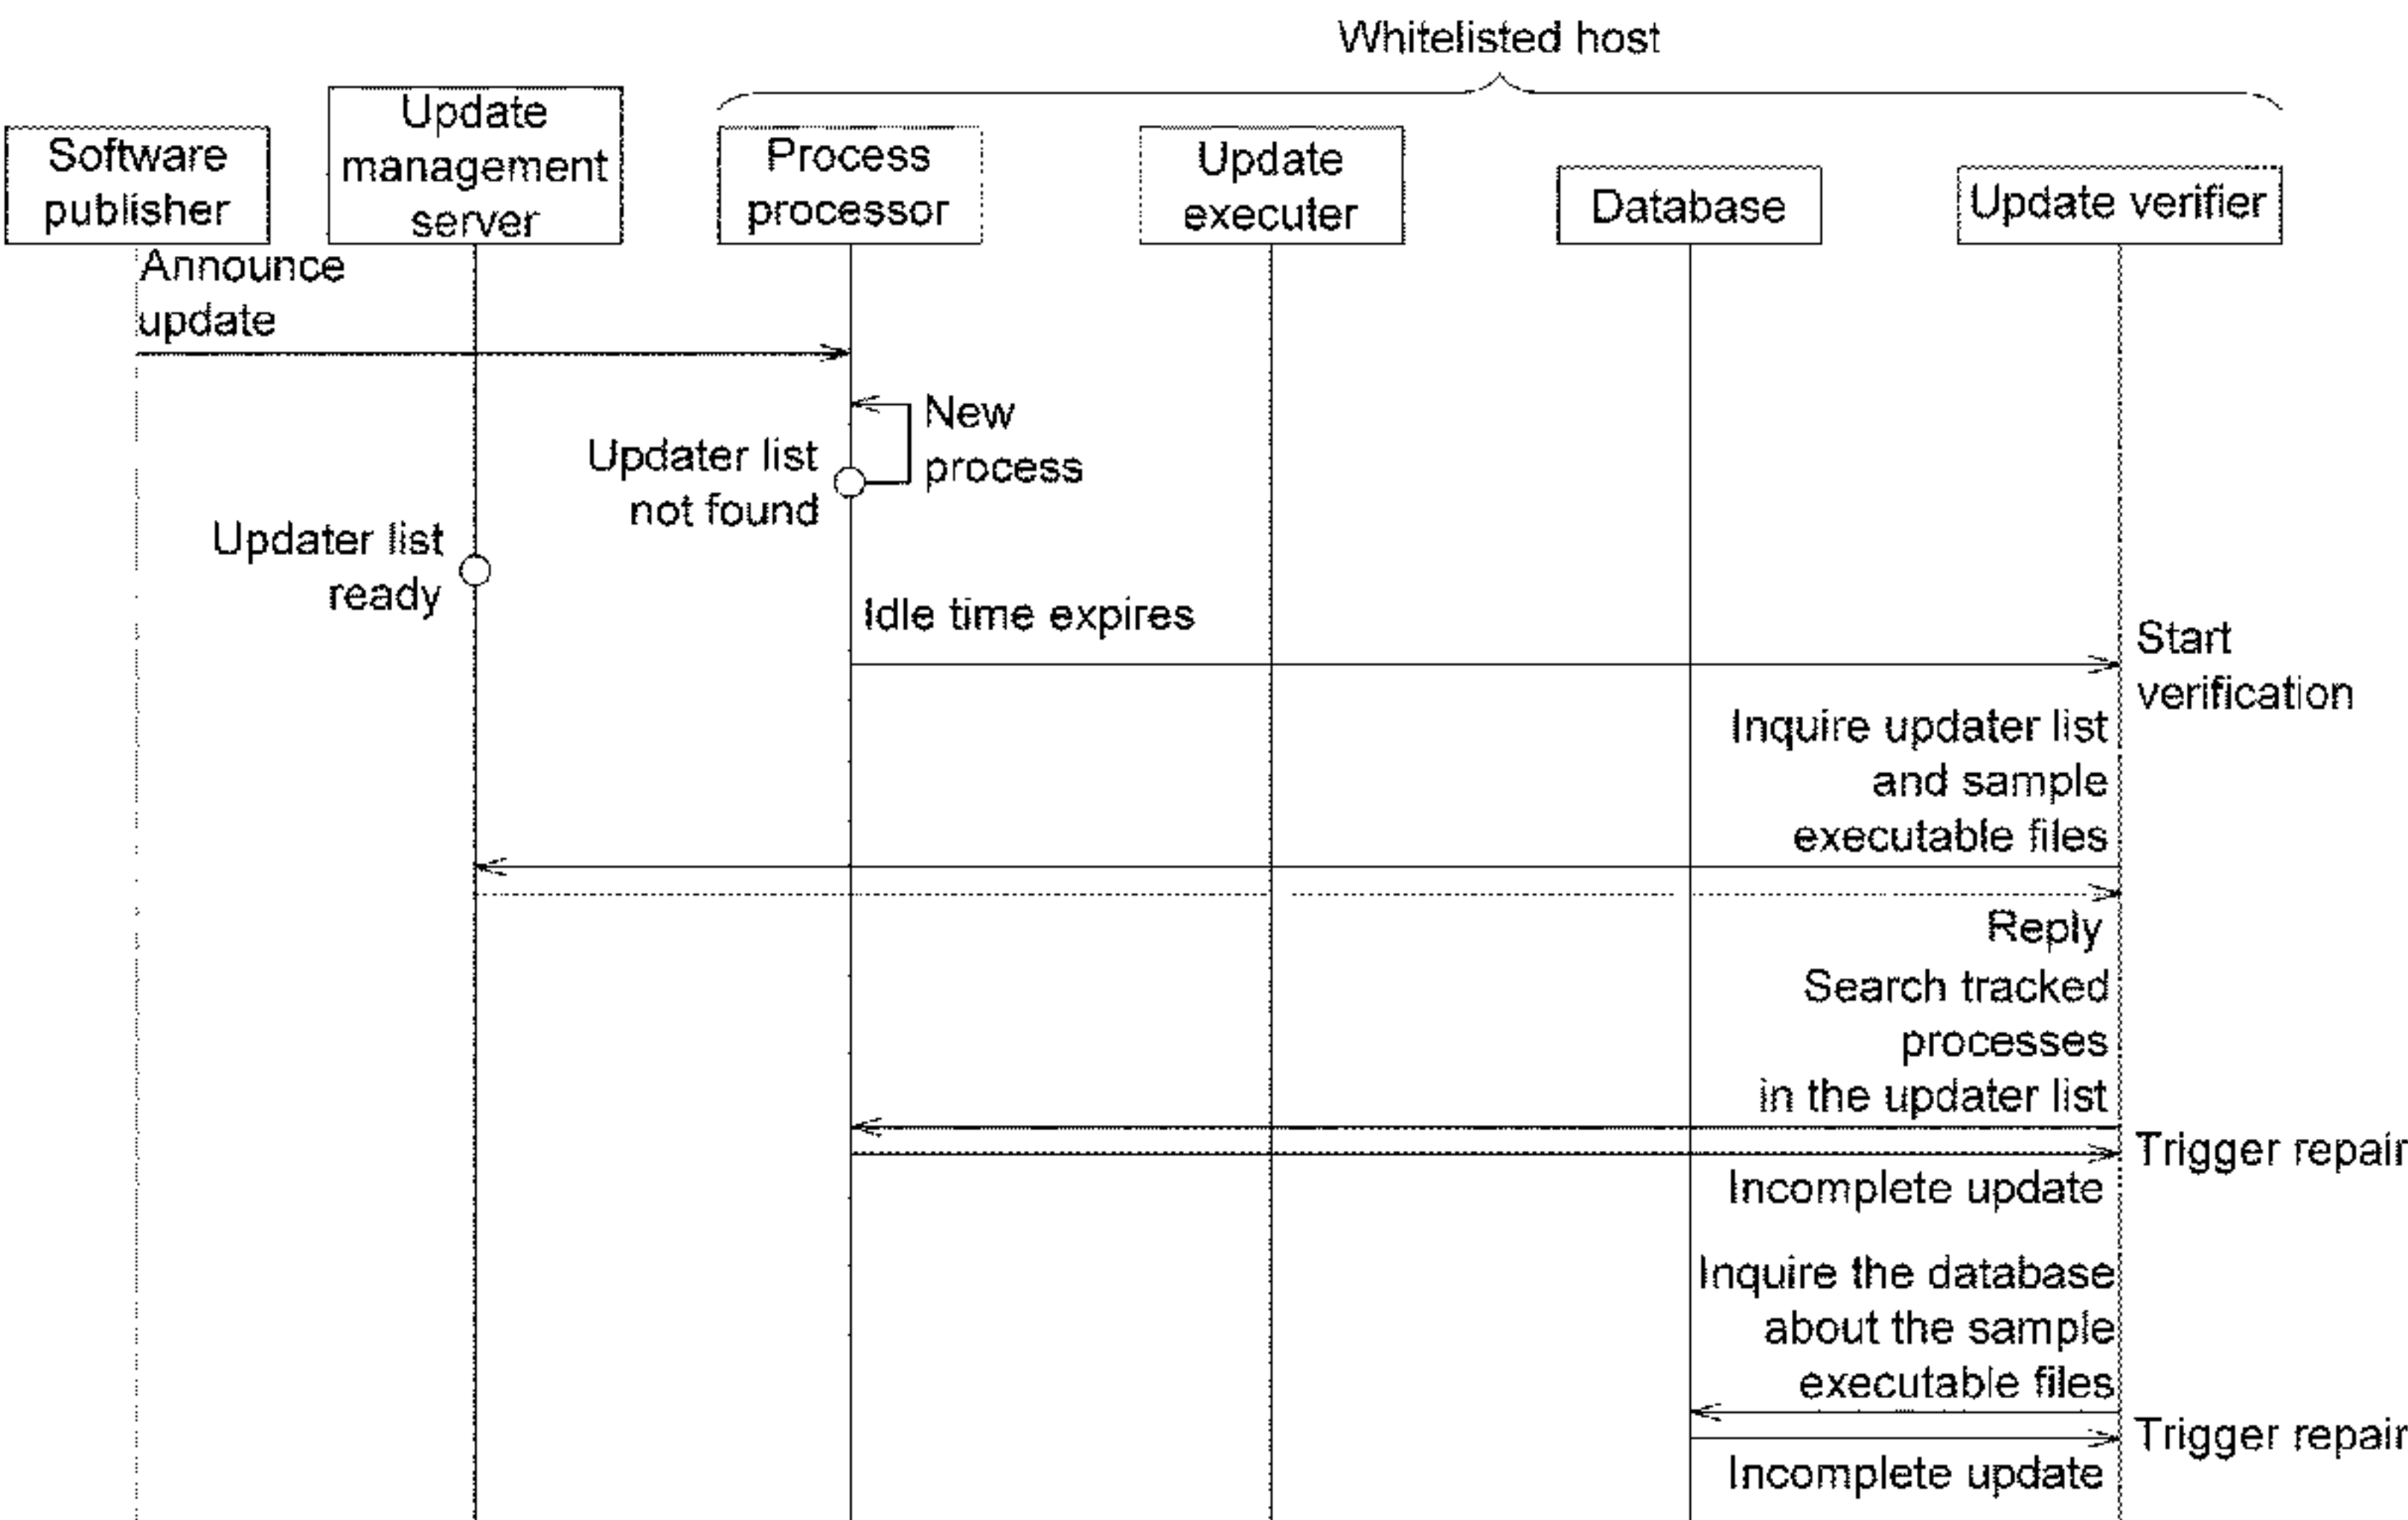 Whitelisted host
Software
publisher
Update
management
server
Process
processor
Update
executer
Database
Update verifier
Announce
update
New
process
Updater list
not found
Updater list
ready
Idle time expires
Start
verification
Inquire updater list
and sample
executable files
Reply
Search tracked
processes
in the updater list
Trigger repair
Incomplete update
Inquire the database
about the sample
executable files
Trigger repair
Incomplete update